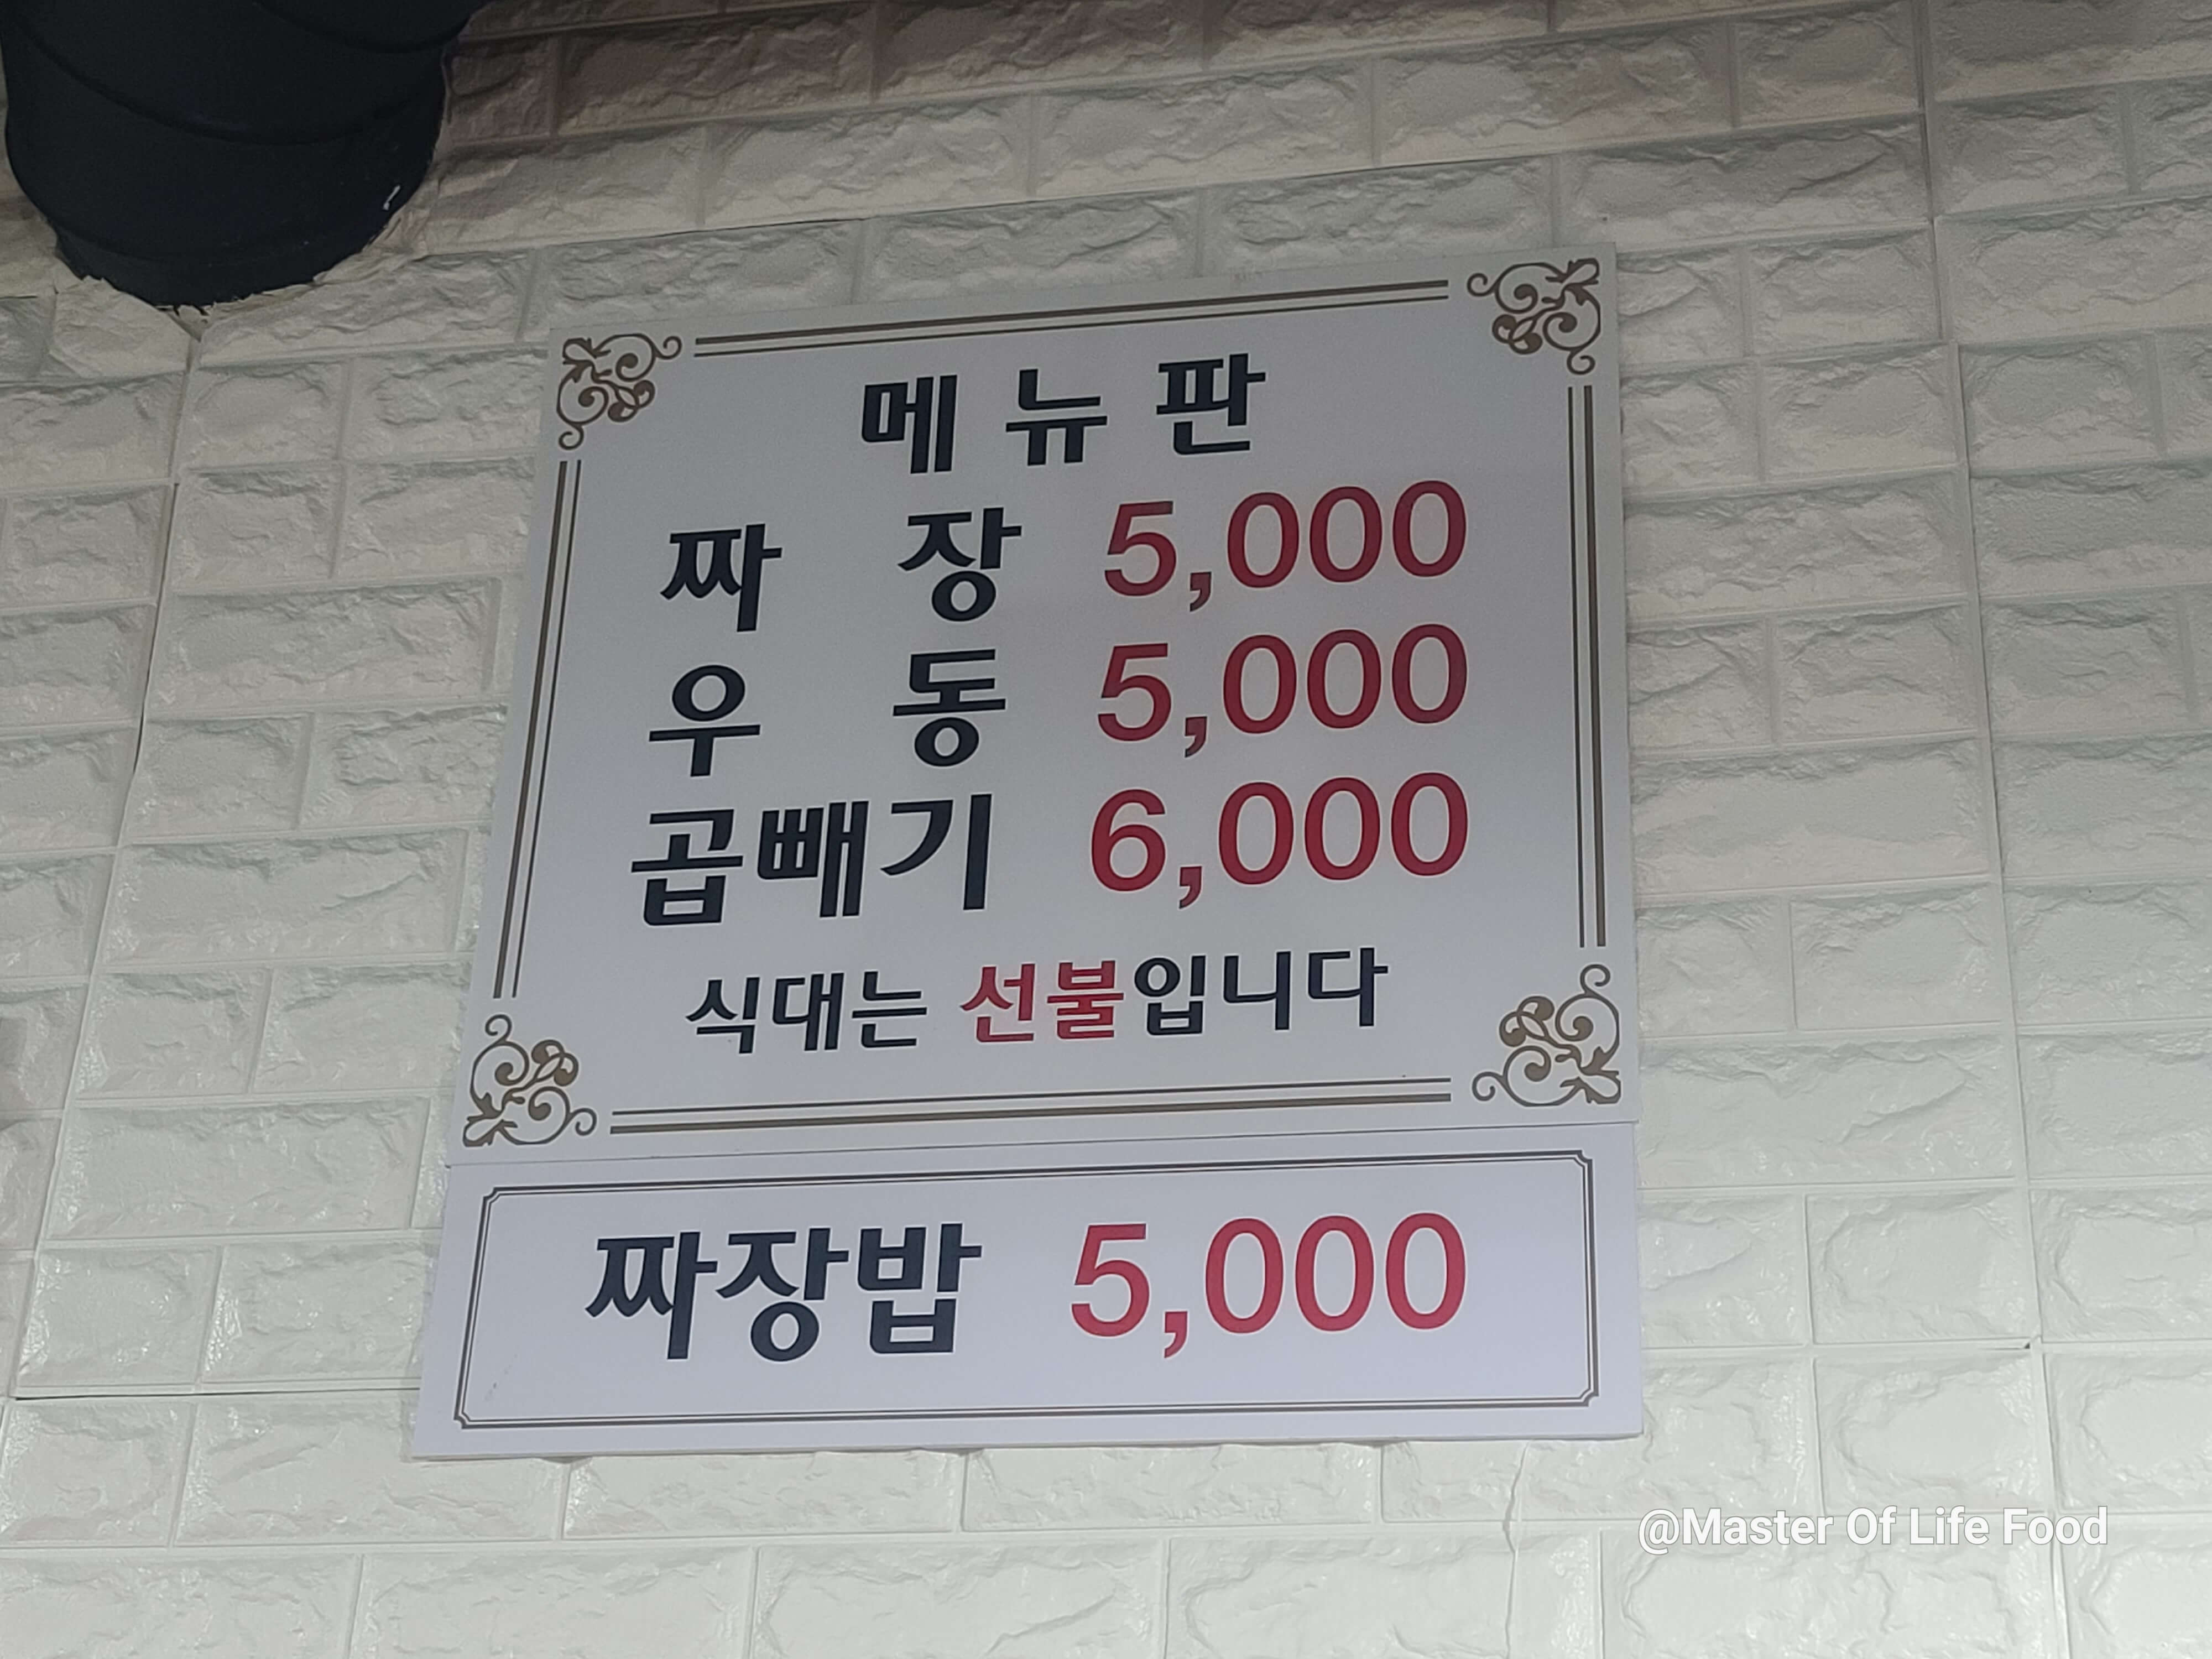 메뉴판
짜장 5,000
우동 5,000
곱빼기 6,000
식대는 선불입니다
짜장밥 5,000
@Master Of Life Food